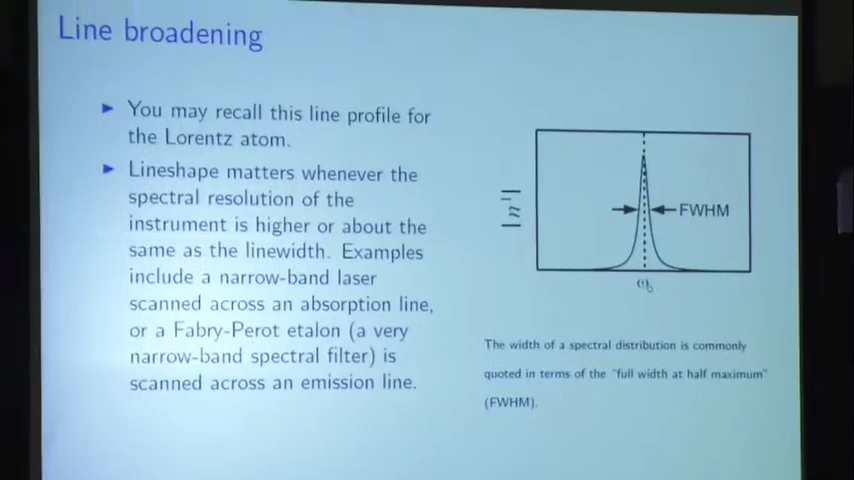 Line broadening
▶ You may recall this line profile for
the Lorentz atom.
▶ Lineshape matters whenever the
spectral resolution of the
instrument is higher or about the
same as the linewidth. Examples
include a narrow-band laser
scanned across an absorption line,
or a Fabry-Perot etalon (a very
narrow-band spectral filter) is
scanned across an emission line.
FWHM
The width of a spectral distribution is commonly
quoted in terms of the "full width at half maximum"
(FWHM).